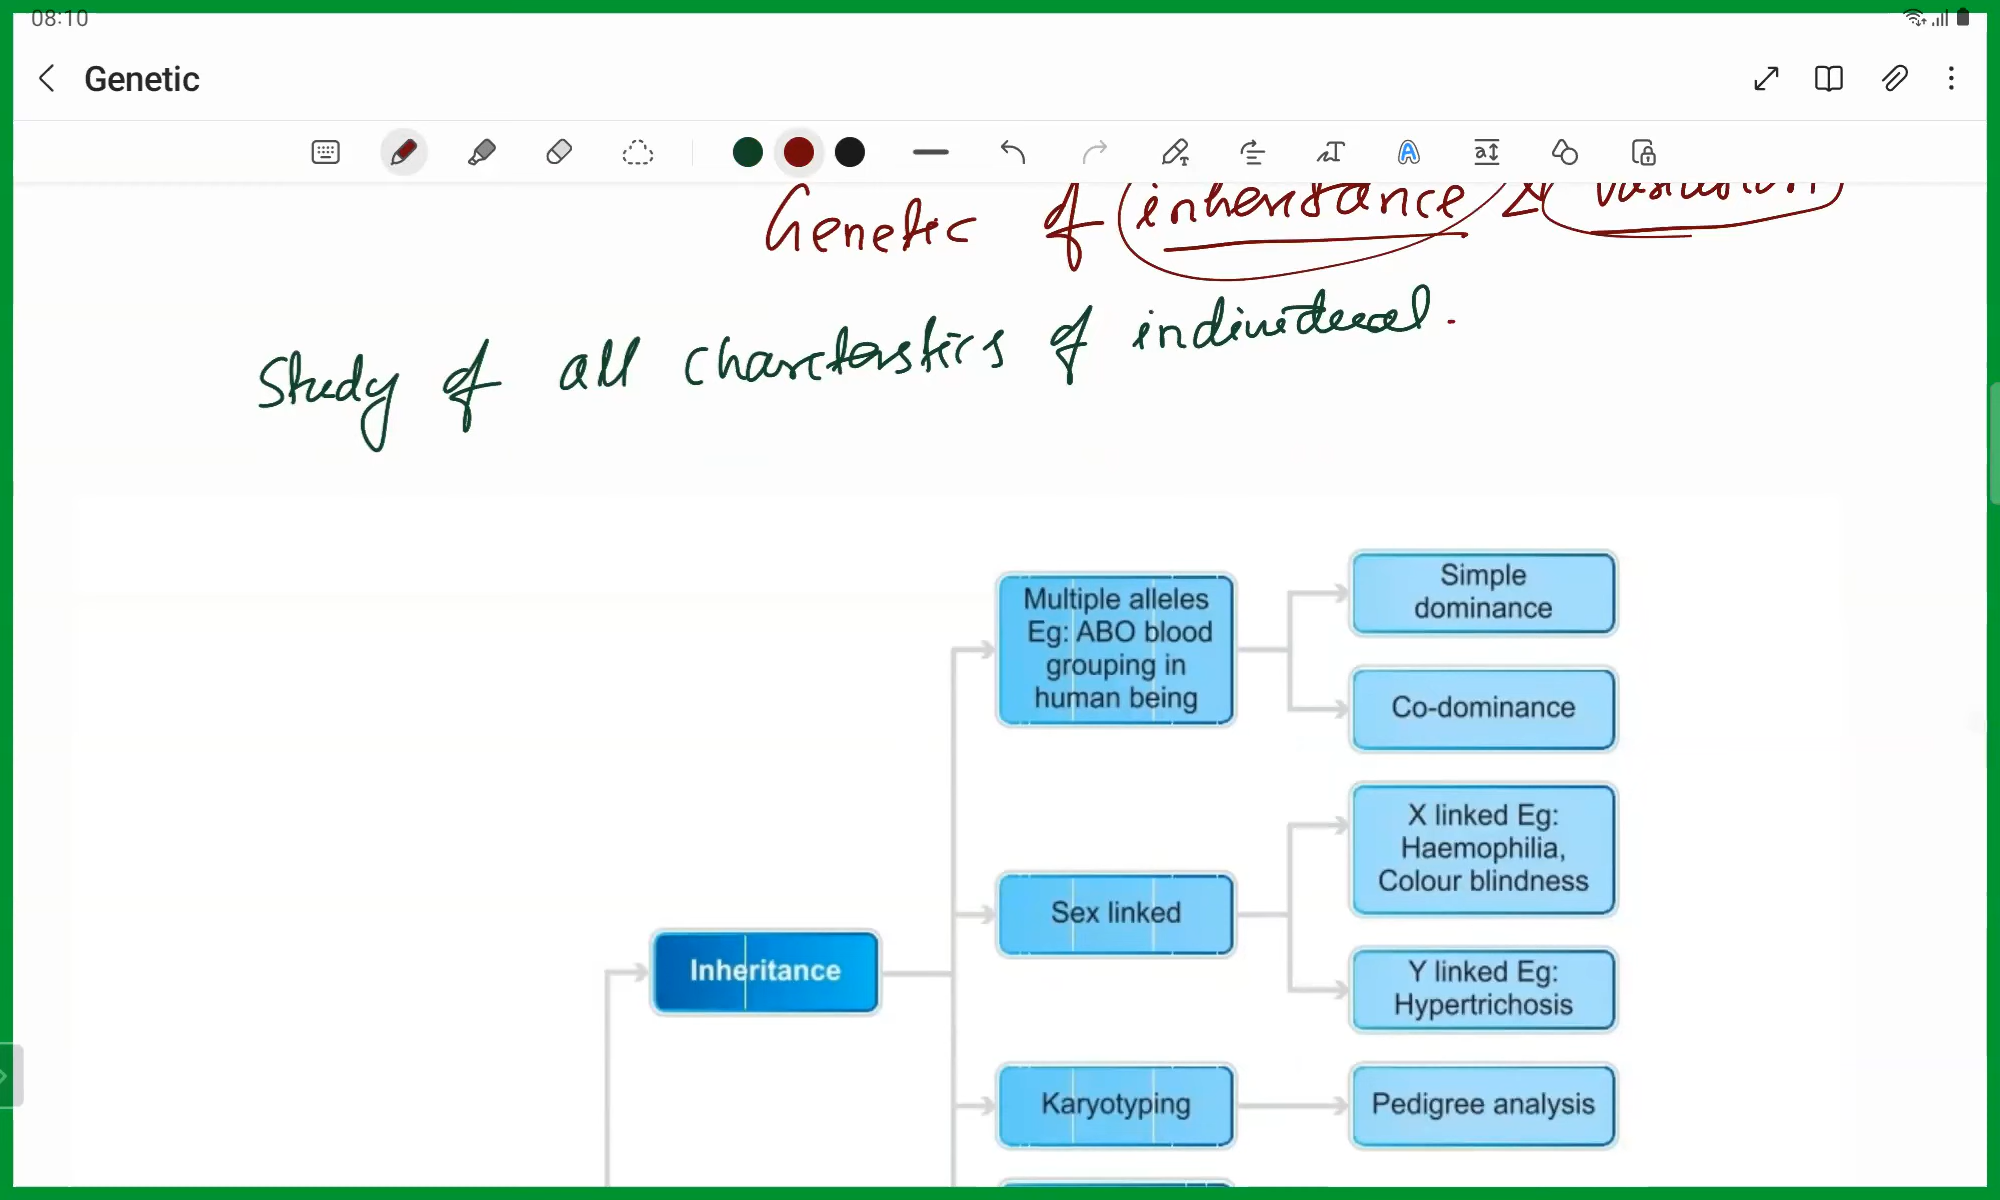 08:10
Genetic
Genetic of inheritance &
Study of all charcterstics of individual.
Multiple alleles
Eg: ABO blood
grouping in
human being
Simple
dominance
Co-dominance
Sex linked
X linked Eg:
Haemophilia,
Colour blindness
Y linked Eg:
Hypertrichosis
Inheritance
Karyotyping
Pedigree analysis